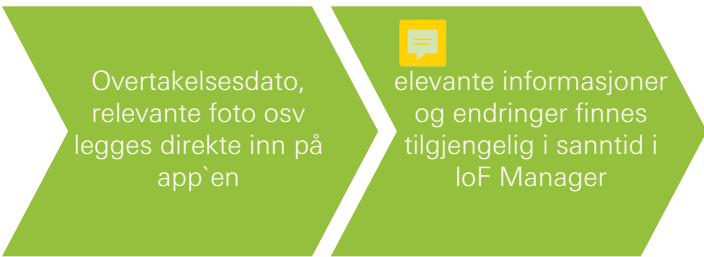 Overtakelsesdato,
relevante foto osv
legges direkte inn på
app`en
elevante informasjoner
og endringer finnes
tilgjengelig i sanntid i
IoF Manager